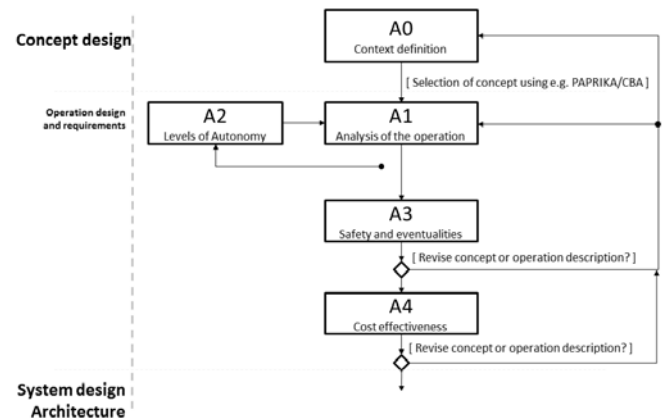 Concept design
A0
Context definition
[ Selection of concept using e.g. PAPRIKA/CBA]
Operation design
and requirements
A2
Levels of Autonomy
A1
Analysis of the operation
A3
Safety and eventualities
[ Revise concept or operation description? ]
A4
Cost effectiveness
[ Revise concept or operation description? ]
System design
Architecture